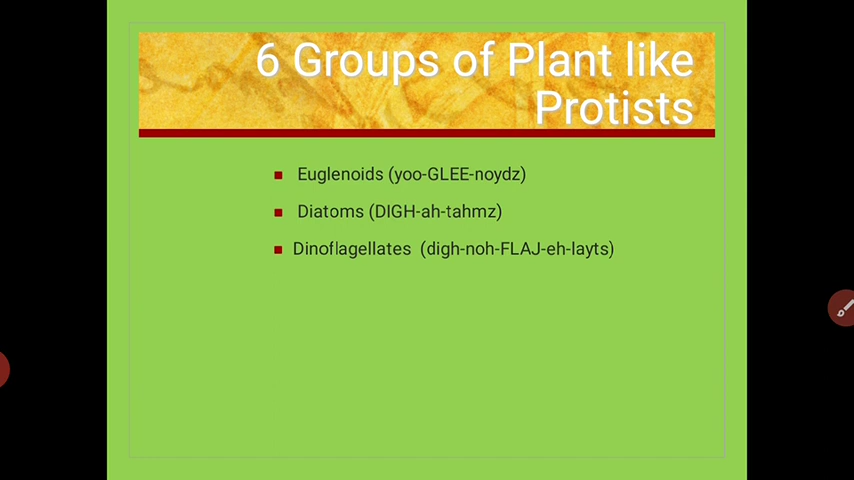 6 Groups of Plant like
Protists
Euglenoids (yoo-GLEE-noydz)
Diatoms (DIGH-ah-tahmz)
Dinoflagellates (digh-noh-FLAJ-eh-layts)